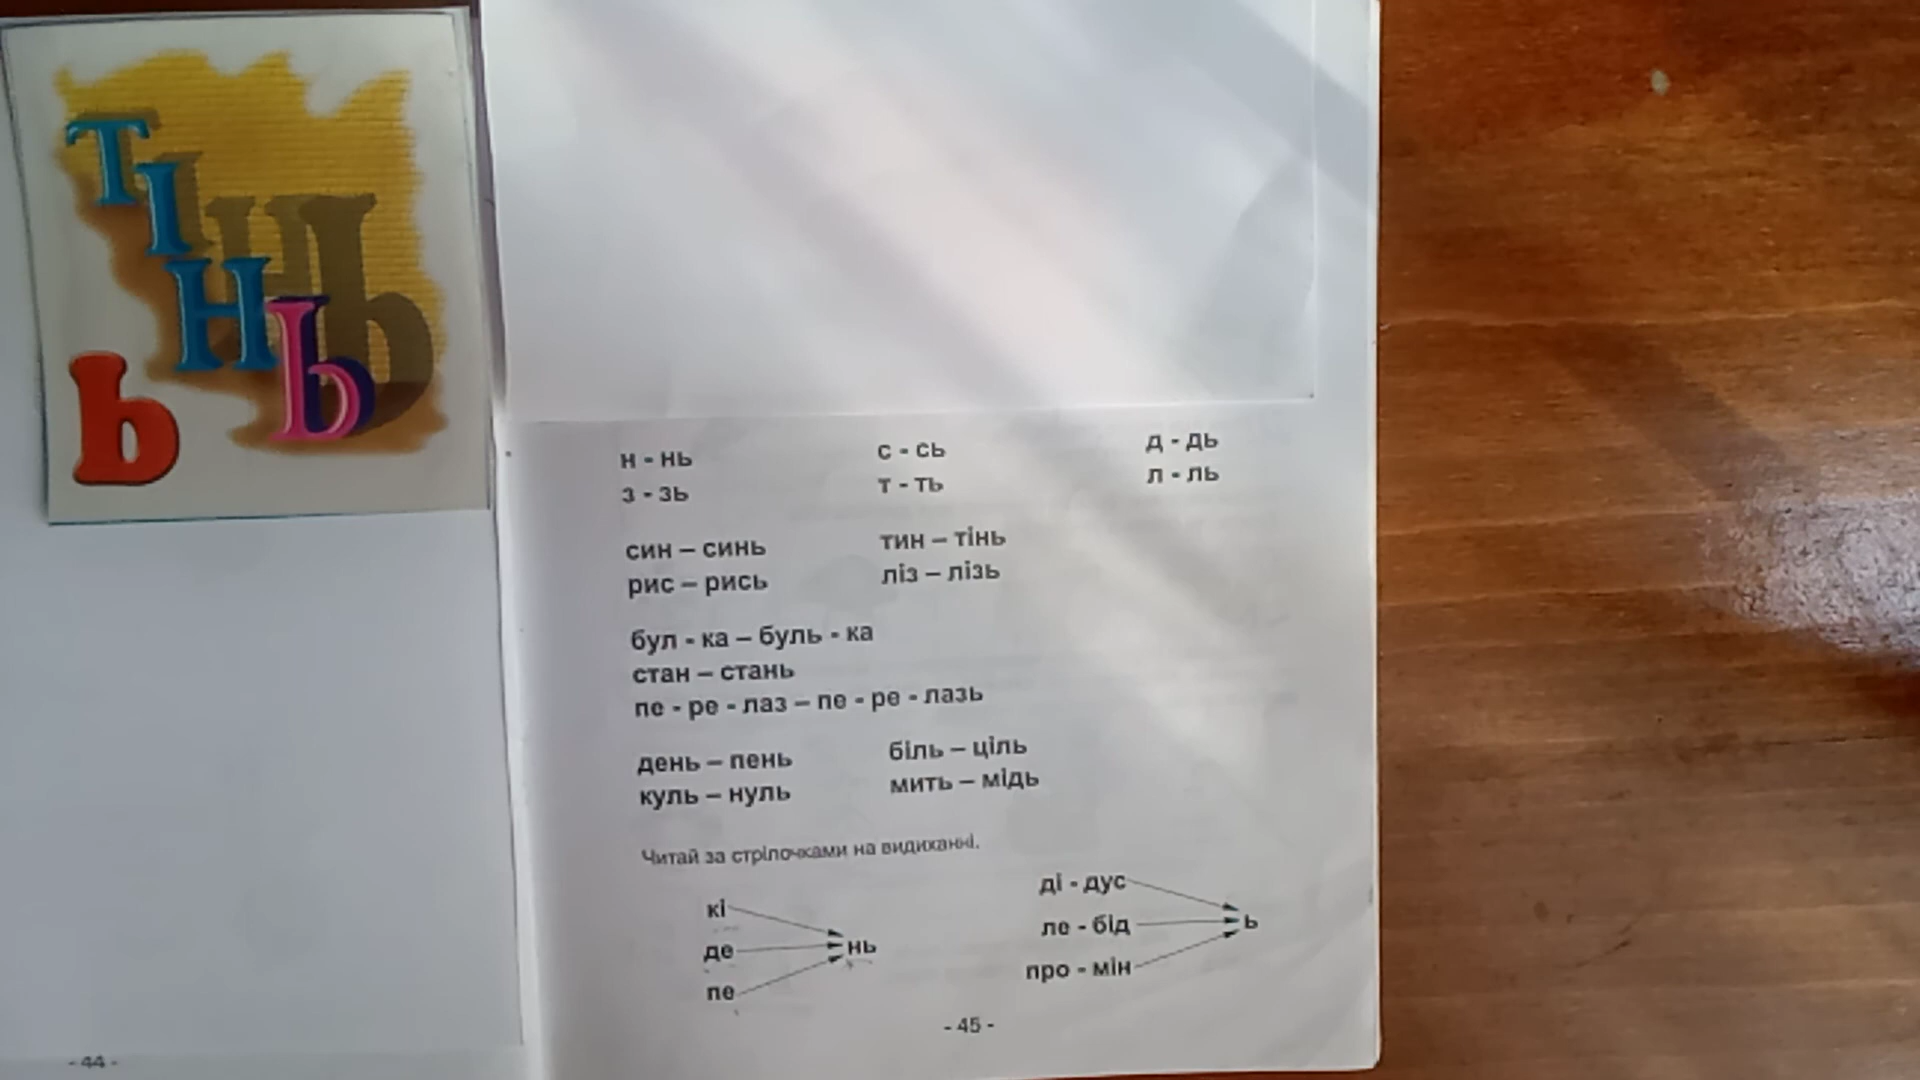 ТІНЬ
Ь
- 44 -
н - нь с - сь д - дь
з - зь т - ть л - ль
син – синь тин – тінь
рис – рись ліз – лізь
бул - ка – буль - ка
стан – стань
пе - ре - лаз – пе - ре - лазь
день – пень біль – ціль
куль – нуль мить – мідь
Читай за стрілочками на видиханні.
кі
де
пе
нь
ді - дус
ле - бід
про - мін
ь
- 45 -